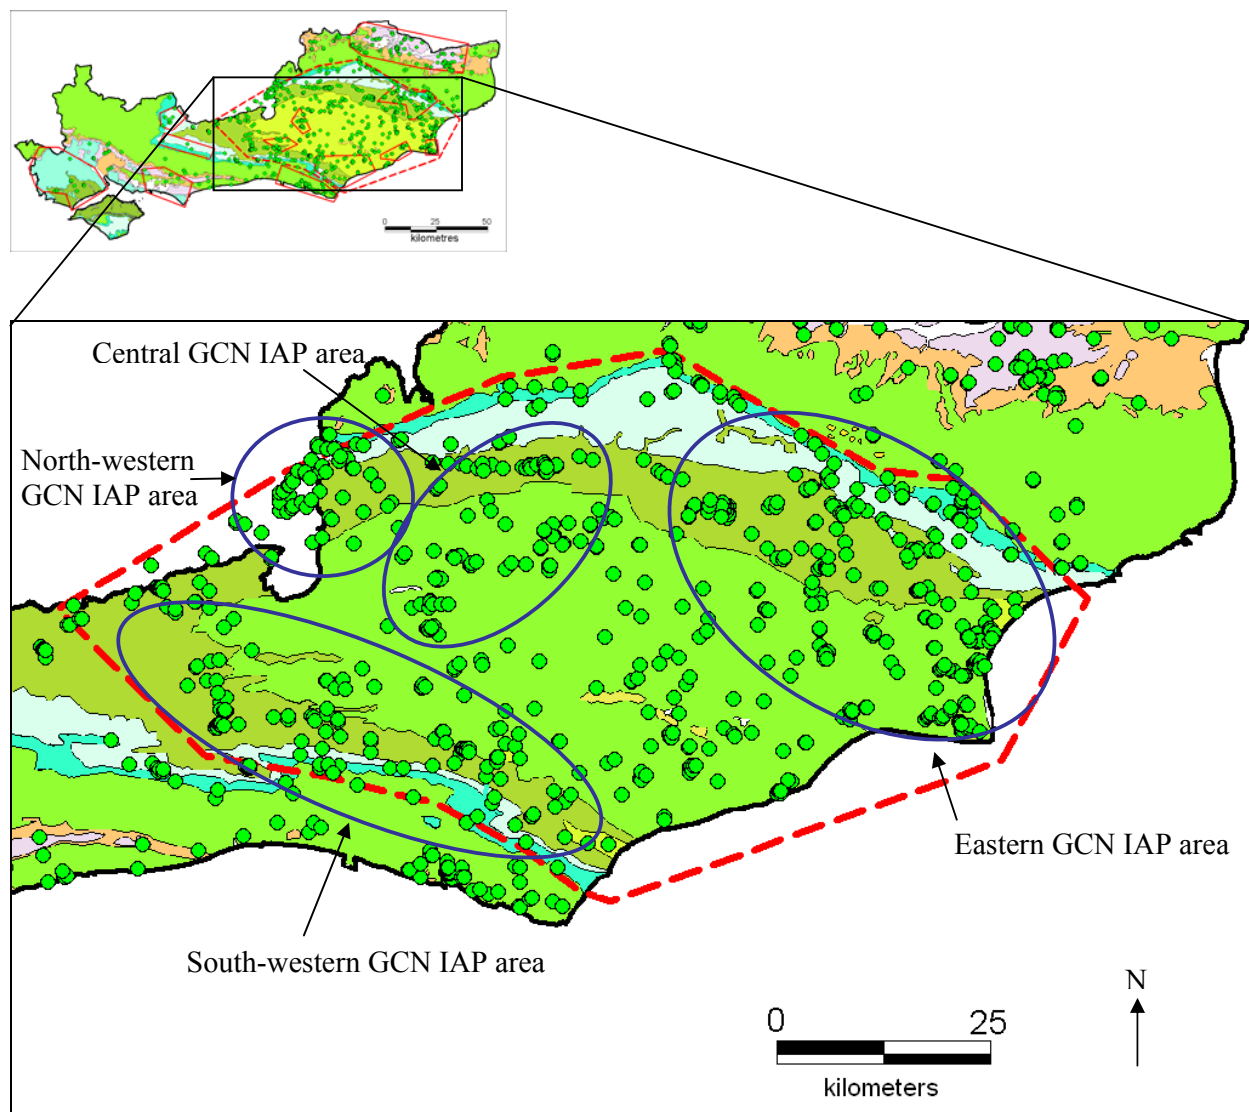 0 25 50
kilometres
Central GCN IAP area
North-western
GCN IAP area
Eastern GCN IAP area
South-western GCN IAP area
N
0 25
kilometers